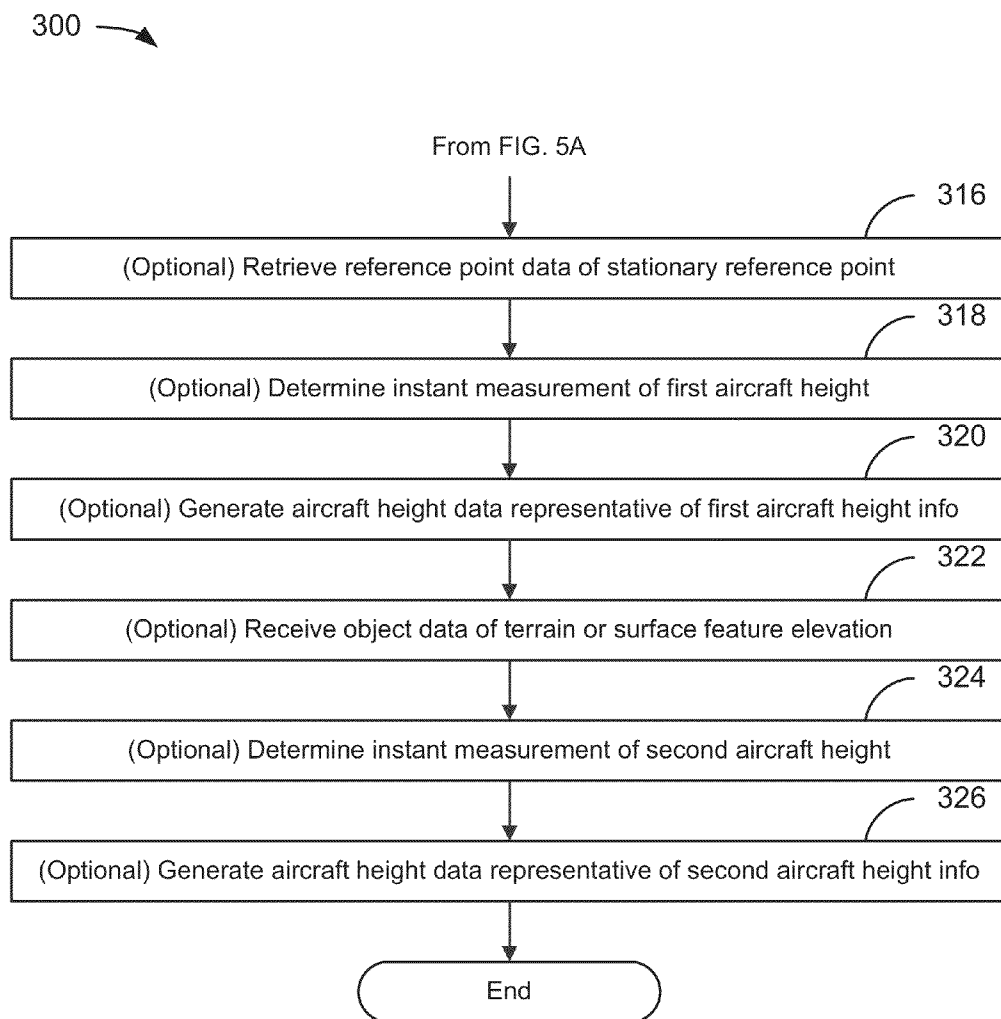 300
From FIG. 5A
316
(Optional) Retrieve reference point data of stationary reference point
318
(Optional) Determine instant measurement of first aircraft height
320
(Optional) Generate aircraft height data representative of first aircraft height info
322
(Optional) Receive object data of terrain or surface feature elevation
324
(Optional) Determine instant measurement of second aircraft height
326
(Optional) Generate aircraft height data representative of second aircraft height info
End